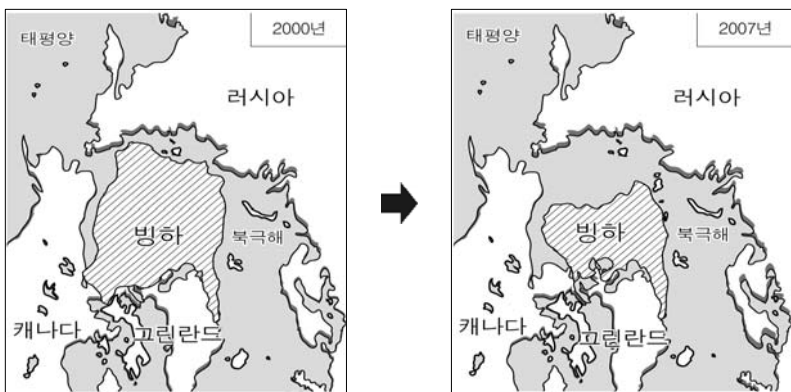 2000년
태평양
러시아
빙하
북극해
캐나다
그린란드
2007년
태평양
러시아
빙하
북극해
캐나다
그린란드